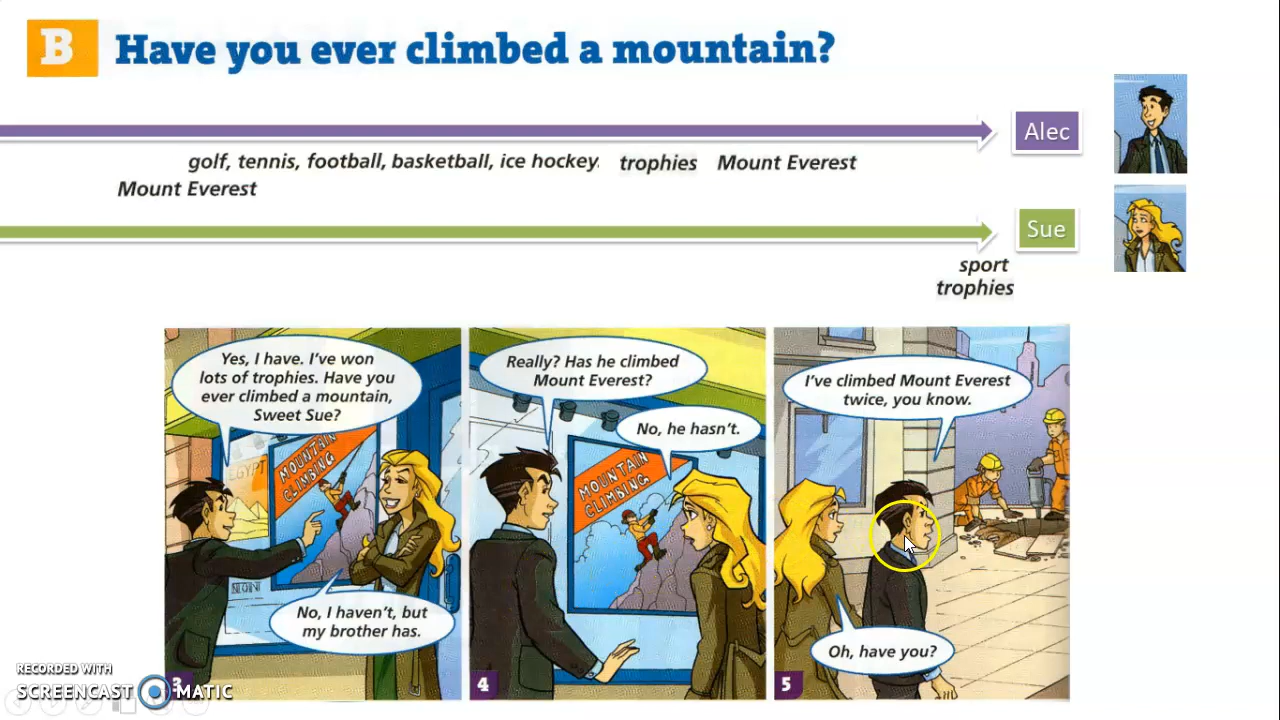 B Have you ever climbed a mountain?
Alec
golf, tennis, football, basketball, ice hockey. trophies Mount Everest
Mount Everest
Sue
sport
trophies
Yes, I have. I've won
lots of trophies. Have you
ever climbed a mountain,
Sweet Sue?
EGYPT
MOUNTAIN
CLIMBING
No, I haven't, but
my brother has.
3
Really? Has he climbed
Mount Everest?
No, he hasn't.
MOUNTAIN
CLIMBING
4
I've climbed Mount Everest
twice, you know.
Oh, have you?
5
RECORDED WITH
SCREENCAST MATIC